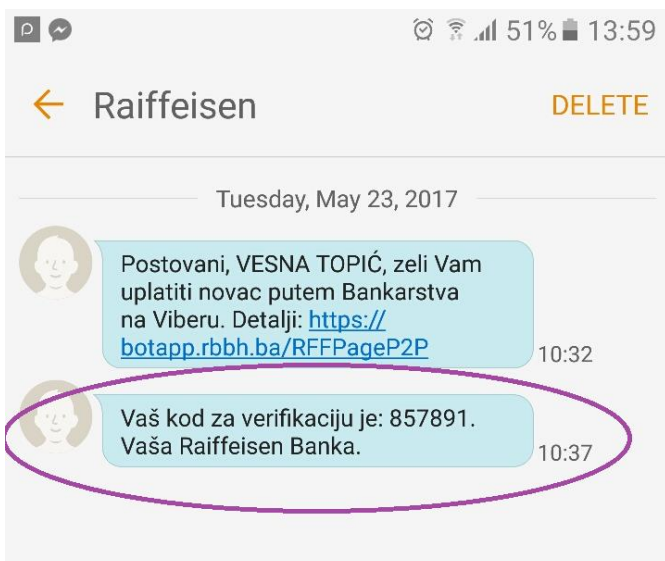 51% 13:59
Raiffeisen DELETE
Tuesday, May 23, 2017
Postovani, VESNA TOPIĆ, zeli Vam
uplatiti novac putem Bankarstva
na Viberu. Detalji: https://
botapp.rbbh.ba/RFFPageP2P
10:32
Vaš kod za verifikaciju je: 857891.
Vaša Raiffeisen Banka.
10:37